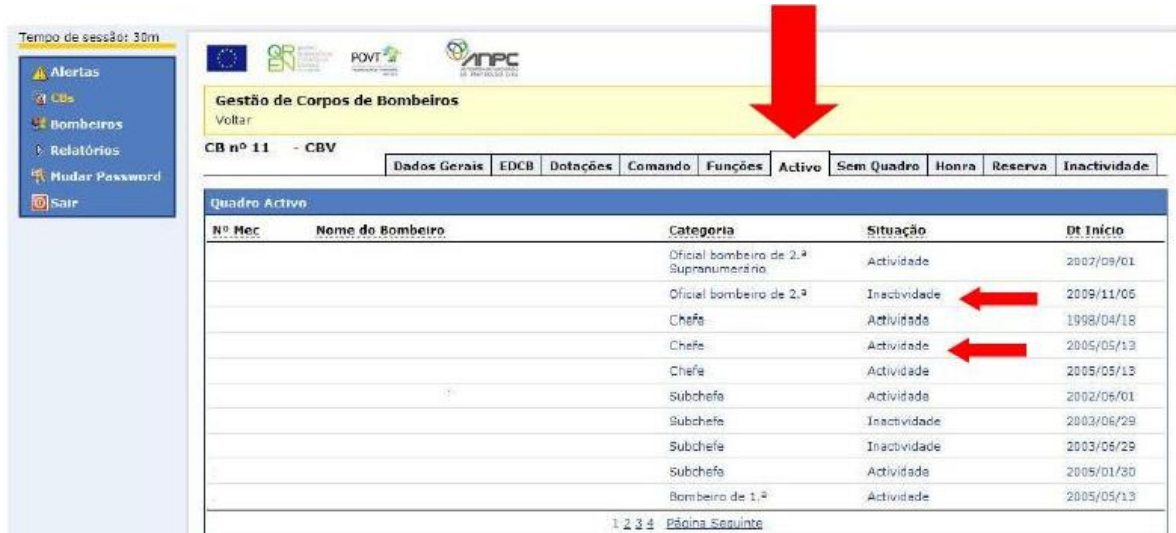 Tempo de sessão: 30m
Alertas
CBs
Bombeiros
Relatórios
Mudar Password
Sair
QREN
POVT
ANPC
Gestão de Corpos de Bombeiros
Voltar
CB nº 11 - CBV
Dados Gerais EDCB Dotações Comando Funções Activo Sem Quadro Honra Reserva Inactividade
Quadro Activo
Nº Mec Nome do Bombeiro Categoria Situação Dt Início
Oficial bombeiro de 2.ª
Supranumerário Actividade 2007/09/01
Oficial bombeiro de 2.ª Inactividade 2009/11/06
Chefe Actividade 1998/04/18
Chefe Actividade 2005/05/13
Chefe Actividade 2005/05/13
Subchefe Actividade 2002/06/01
Subchefe Inactividade 2003/06/29
Subchefe Inactividade 2003/06/29
Subchefe Actividade 2005/01/30
Bombeiro de 1.ª Actividade 2005/05/13
1 2 3 4 Página Seguinte